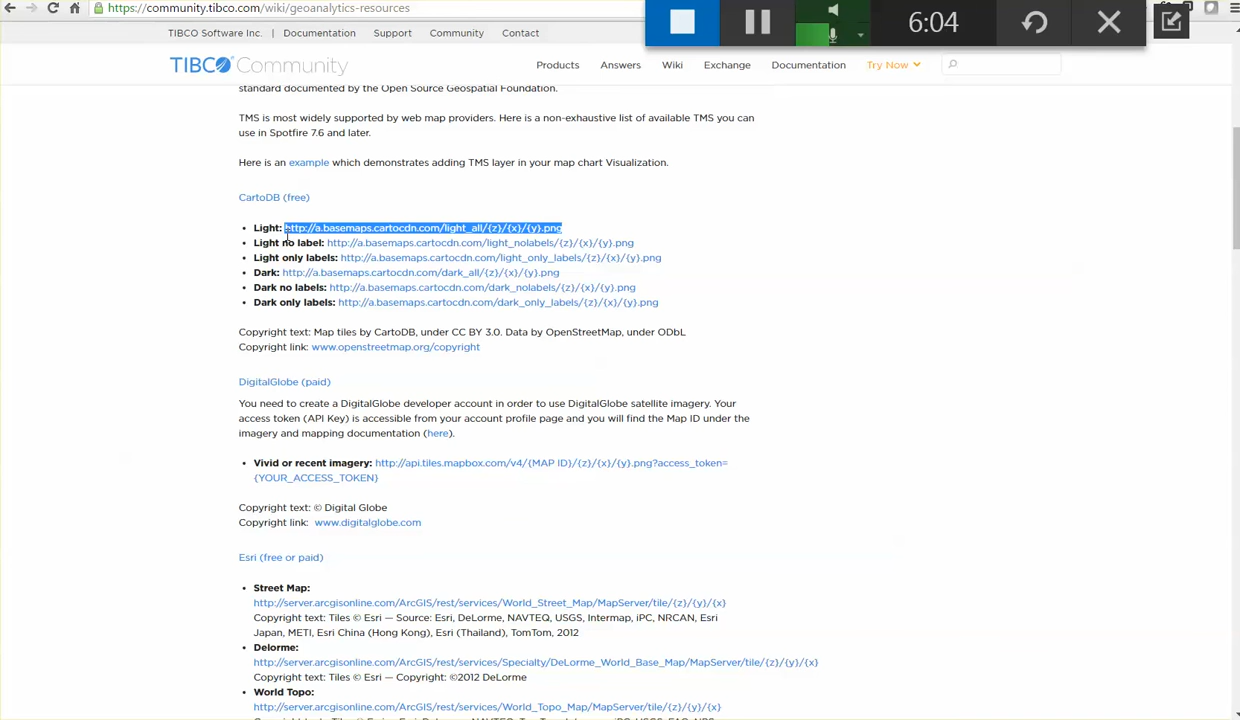 https://community.tibco.com/wiki/geoanalytics-resources
6:04
TIBCO Software Inc. Documentation Support Community Contact
TIBCO Community Products Answers Wiki Exchange Documentation Try Now
standard documented by the Open Source Geospatial Foundation.
TMS is most widely supported by web map providers. Here is a non-exhaustive list of available TMS you can
use in Spotfire 7.6 and later.
Here is an example which demonstrates adding TMS layer in your map chart Visualization.
CartoDB (free)
• Light: http://a.basemaps.cartocdn.com/light_all/{z}/{x}/{y}.png
• Light no label: http://a.basemaps.cartocdn.com/light_nolabels/{z}/{x}/{y}.png
• Light only labels: http://a.basemaps.cartocdn.com/light_only_labels/{z}/{x}/{y}.png
• Dark: http://a.basemaps.cartocdn.com/dark_all/{z}/{x}/{y}.png
• Dark no labels: http://a.basemaps.cartocdn.com/dark_nolabels/{z}/{x}/{y}.png
• Dark only labels: http://a.basemaps.cartocdn.com/dark_only_labels/{z}/{x}/{y}.png
Copyright text: Map tiles by CartoDB, under CC BY 3.0. Data by OpenStreetMap, under ODbL
Copyright link: www.openstreetmap.org/copyright
DigitalGlobe (paid)
You need to create a DigitalGlobe developer account in order to use DigitalGlobe satellite imagery. Your
access token (API Key) is accessible from your account profile page and you will find the Map ID under the
imagery and mapping documentation (here).
• Vivid or recent imagery: http://api.tiles.mapbox.com/v4/{MAP ID}/{z}/{x}/{y}.png?access_token=
{YOUR_ACCESS_TOKEN}
Copyright text: © Digital Globe
Copyright link: www.digitalglobe.com
Esri (free or paid)
• Street Map:
http://server.arcgisonline.com/ArcGIS/rest/services/World_Street_Map/MapServer/tile/{z}/{y}/{x}
Copyright text: Tiles © Esri — Source: Esri, DeLorme, NAVTEQ, USGS, Intermap, iPC, NRCAN, Esri
Japan, METI, Esri China (Hong Kong), Esri (Thailand), TomTom, 2012
• Delorme:
http://server.arcgisonline.com/ArcGIS/rest/services/Specialty/DeLorme_World_Base_Map/MapServer/tile/{z}/{y}/{x}
Copyright text: Tiles © Esri — Copyright: ©2012 DeLorme
• World Topo:
http://server.arcgisonline.com/ArcGIS/rest/services/World_Topo_Map/MapServer/tile/{z}/{y}/{x}